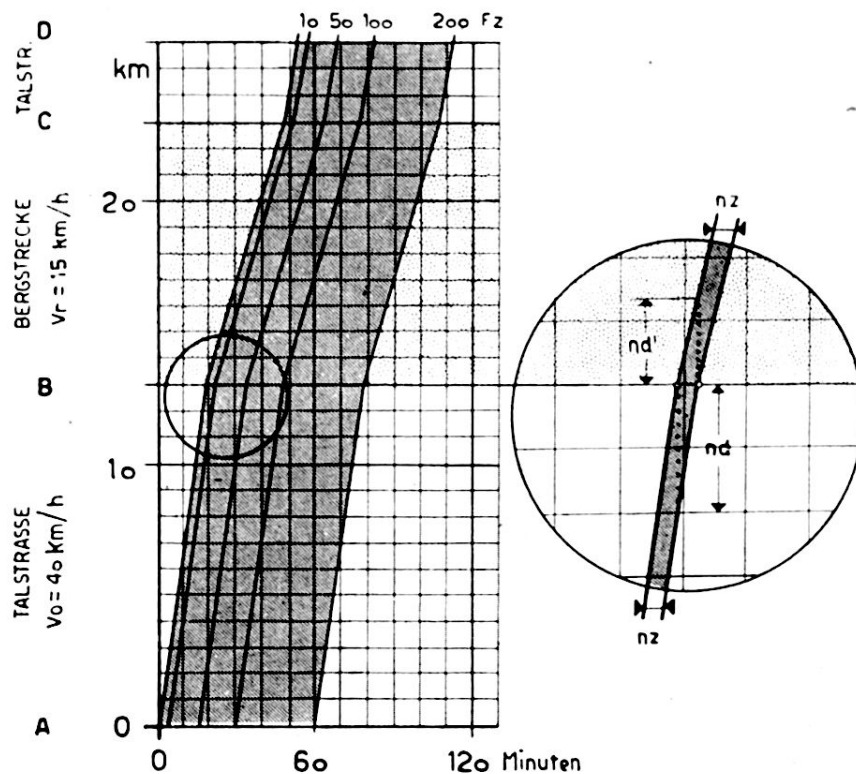 D
10 50 100 200 Fz
km
TALSTR.
C
20
BERGSTRECKE
Vr = 15 km/h
nz
nd'
B
nd
10
TALSTRASSE
Vo = 40 km/h
nz
A
0
0 60 120 Minuten